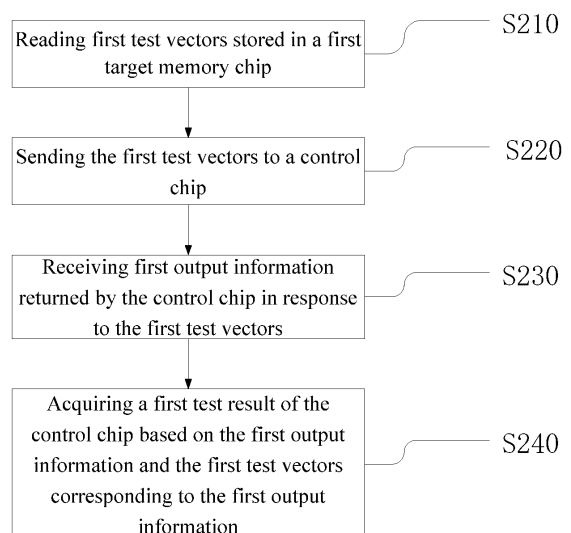 Reading first test vectors stored in a first
target memory chip
S210
Sending the first test vectors to a control
chip
S220
Receiving first output information
returned by the control chip in response
to the first test vectors
S230
Acquiring a first test result of the
control chip based on the first output
information and the first test vectors
corresponding to the first output
information
S240